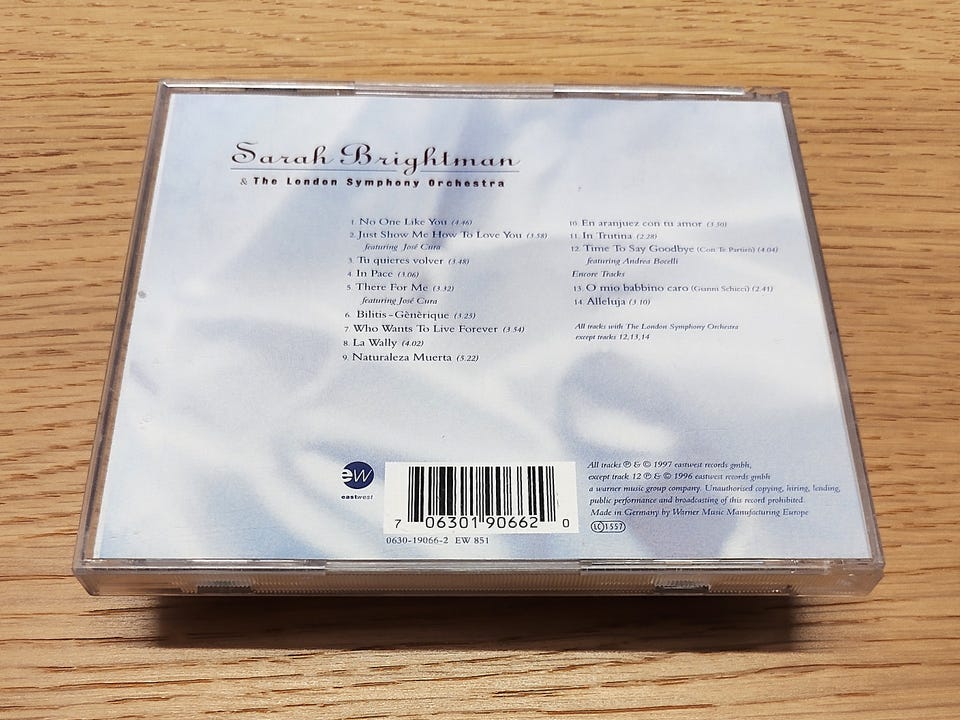 Sarah Brightman
& The London Symphony Orchestra
1. No One Like You (4.46)
2. Just Show Me How To Love You (3.58)
featuring José Cura
3. Tu quieres volver (3.48)
4. In Pace (3.06)
5. There For Me (3.32)
featuring José Cura
6. Bilitis-Gènèrique (3.25)
7. Who Wants To Live Forever (3.54)
8. La Wally (4.02)
9. Naturaleza Muerta (5.22)
10. En aranjuez con tu amor (3.50)
11. In Trutina (2.28)
12. Time To Say Goodbye (Con Te Partirò) (4.04)
featuring Andrea Bocelli
Encore Tracks
13. O mio babbino caro (Gianni Schicci) (2.41)
14. Alleluja (3.10)
All tracks with The London Symphony Orchestra
except tracks 12,13,14
ew
eastwest
7 06301 90662 0
0630-19066-2 EW 851
All tracks ℗ & © 1997 eastwest records gmbh,
except track 12 ℗ & © 1996 eastwest records gmbh
a warner music group company. Unauthorised copying, hiring, lending,
public performance and broadcasting of this record prohibited.
Made in Germany by Warner Music Manufacturing Europe
LC 1557